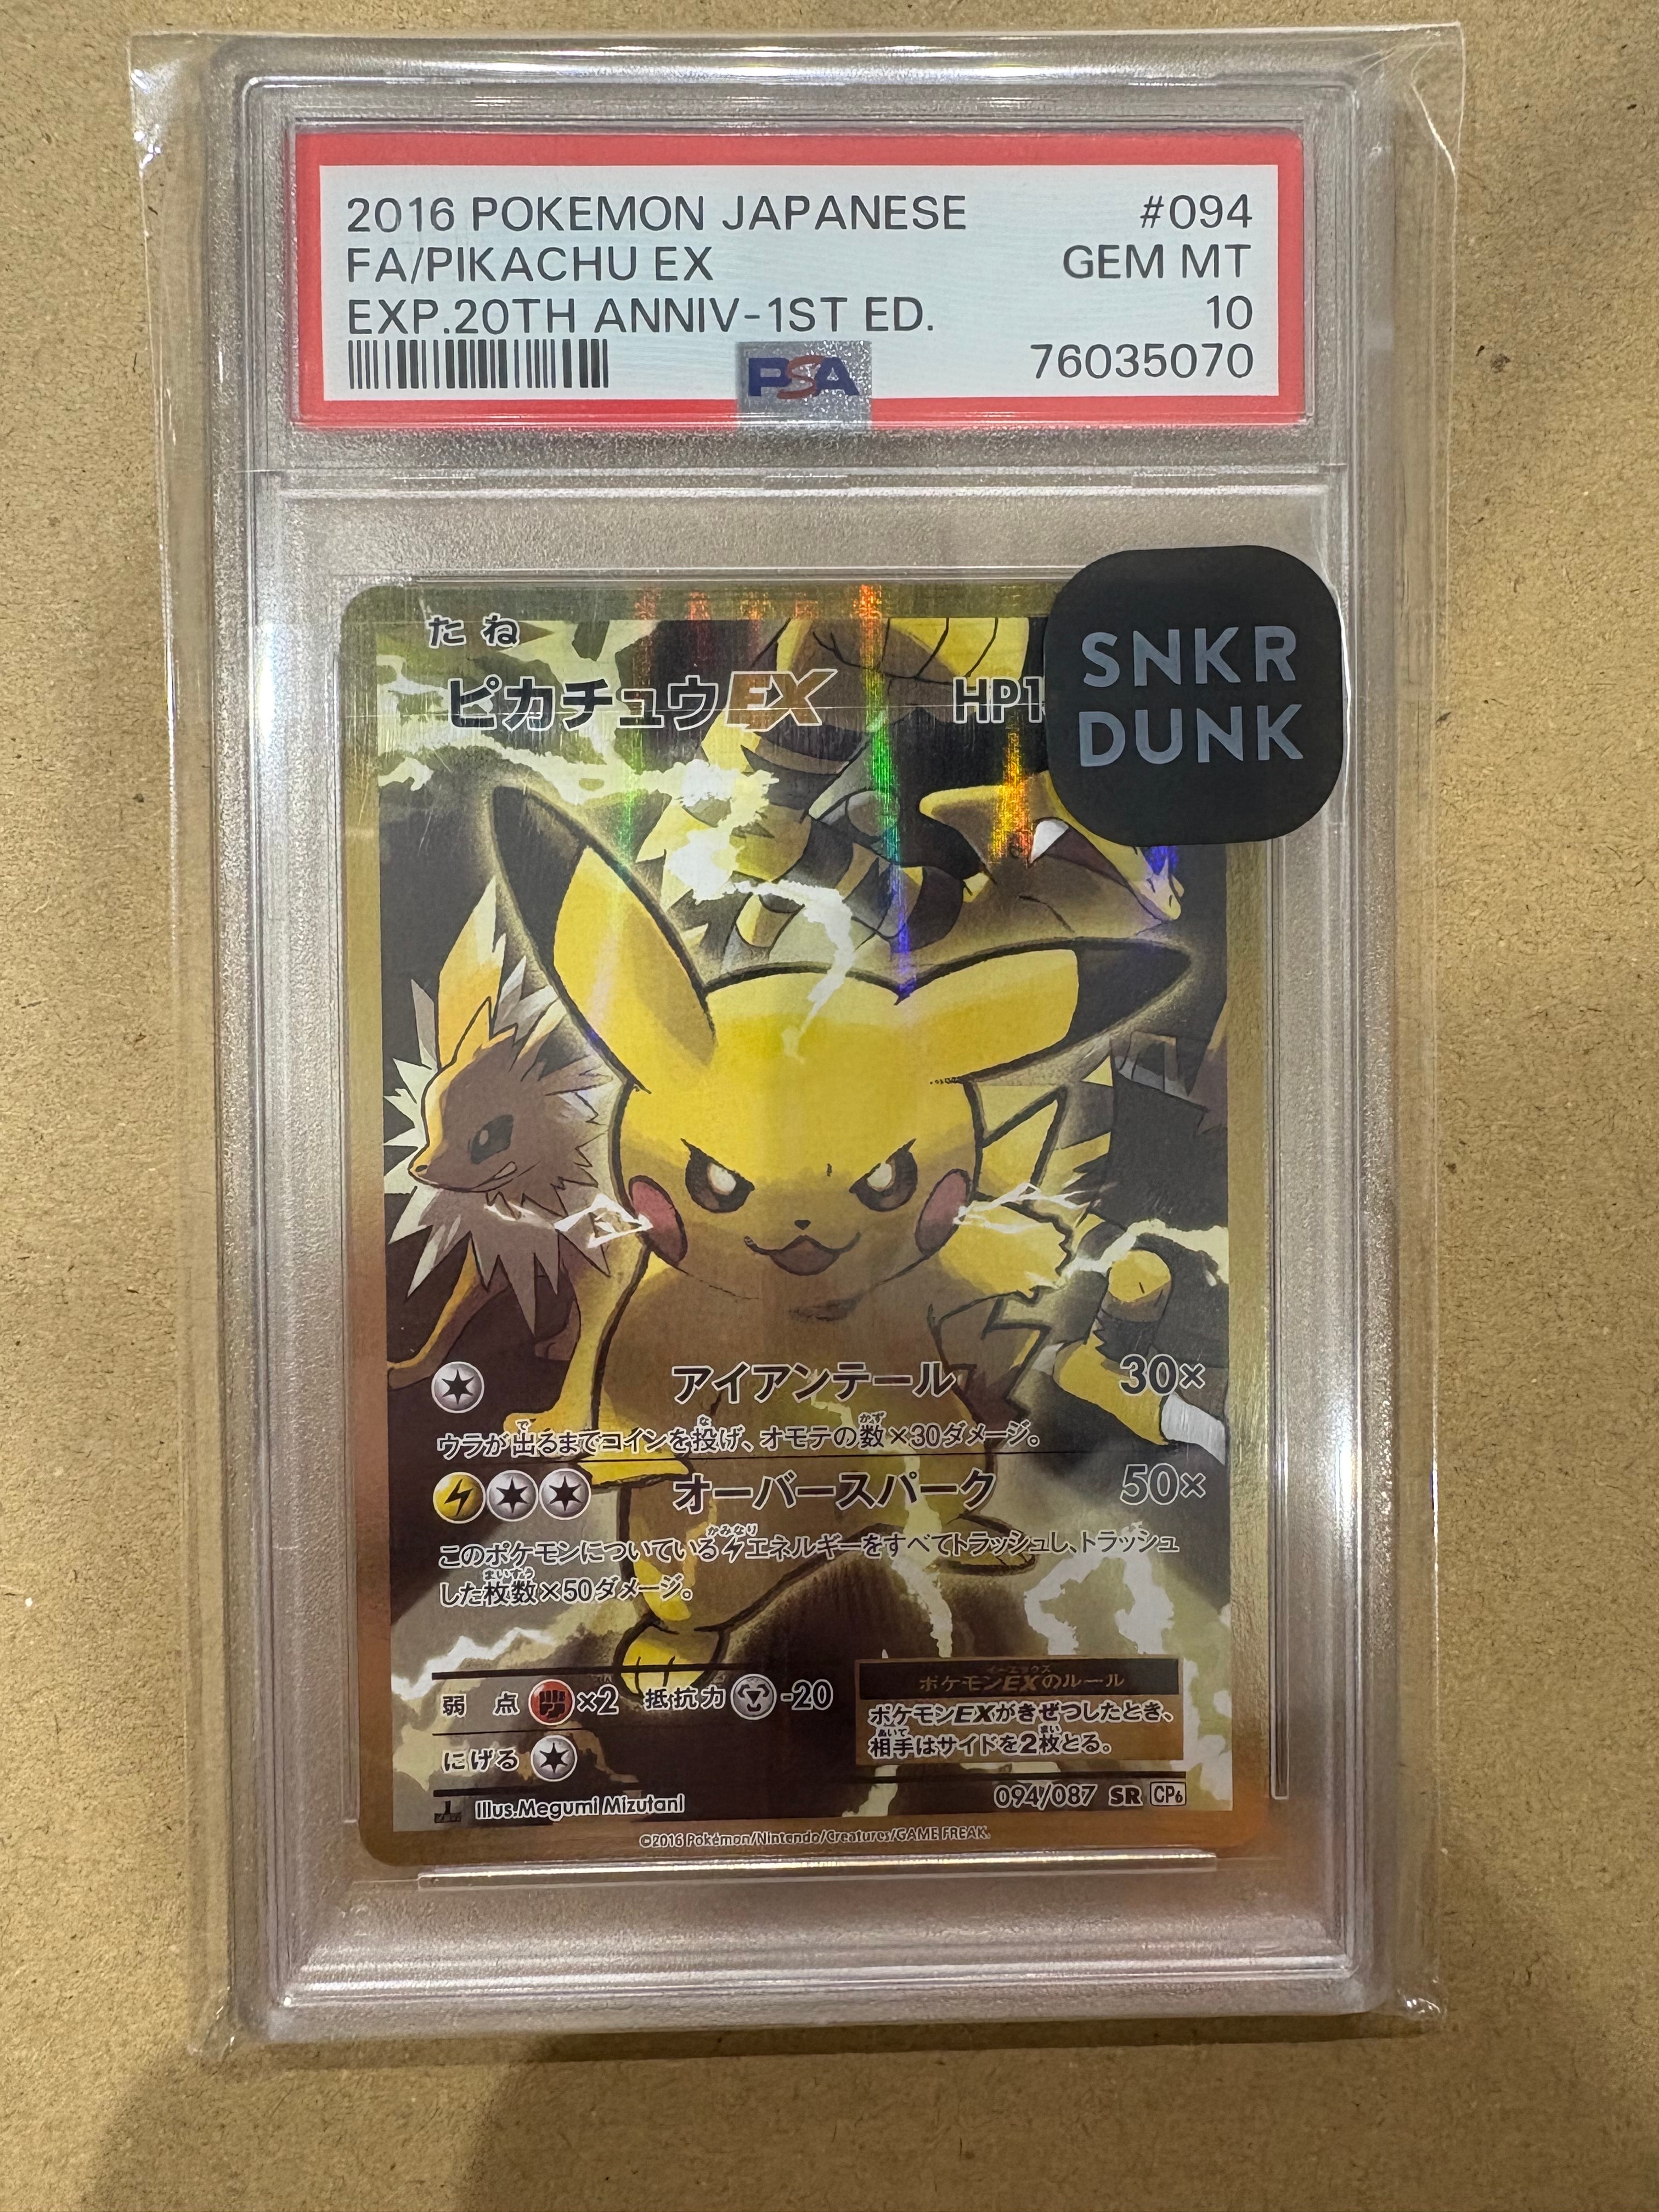 2016 POKEMON JAPANESE #094
FA/PIKACHU EX GEM MT
EXP.20TH ANNIV-1ST ED. 10
PSA 76035070
SNKR
DUNK
たね
ピカチュウEX HP1
アイアンテール 30×
ウラが出るまでコインを投げ、オモテの数×30ダメージ。
オーバースパーク 50×
このポケモンについているエネルギーをすべてトラッシュし、トラッシュ
した枚数×50ダメージ。
弱点 ×2 抵抗力 -20
ポケモンEXのルール
ポケモンEXがきぜつしたとき、
相手はサイドを2枚とる。
にげる
Illus.Megumi Mizutani 094/087 SR CP6
©2016 Pokémon/Nintendo/Creatures/GAME FREAK.